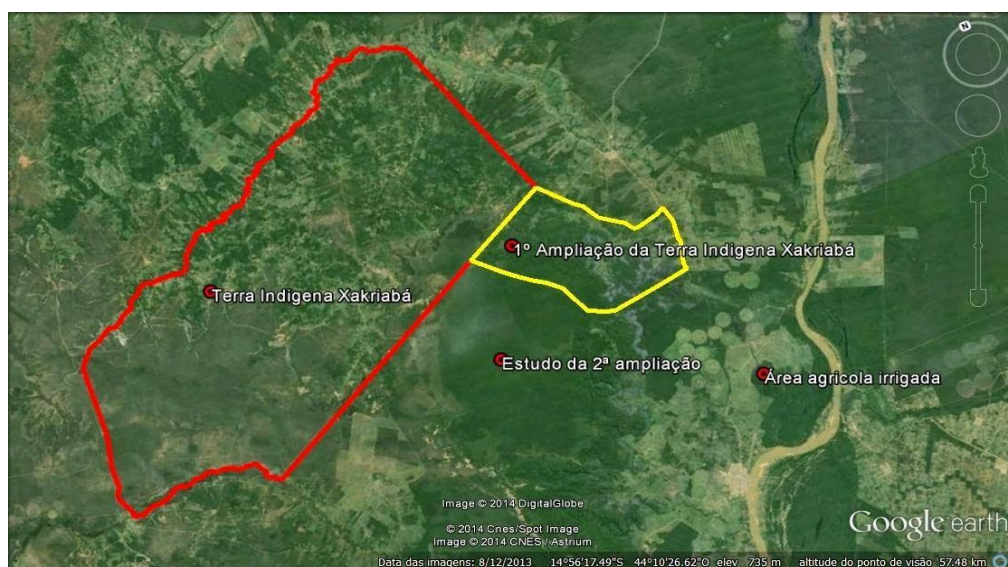 N
1º Ampliação da Terra Indigena Xakriabá
Terra Indigena Xakriabá
Estudo da 2ª ampliação
Área agricola irrigada
Image © 2014 DigitalGlobe
© 2014 Cnes/Spot Image
Image © 2014 CNES / Astrium
Google earth
Data das imagens: 8/12/2013 14°56'17.49"S 44°10'26.62"O elev 735 m altitude do ponto de visão 57.48 km